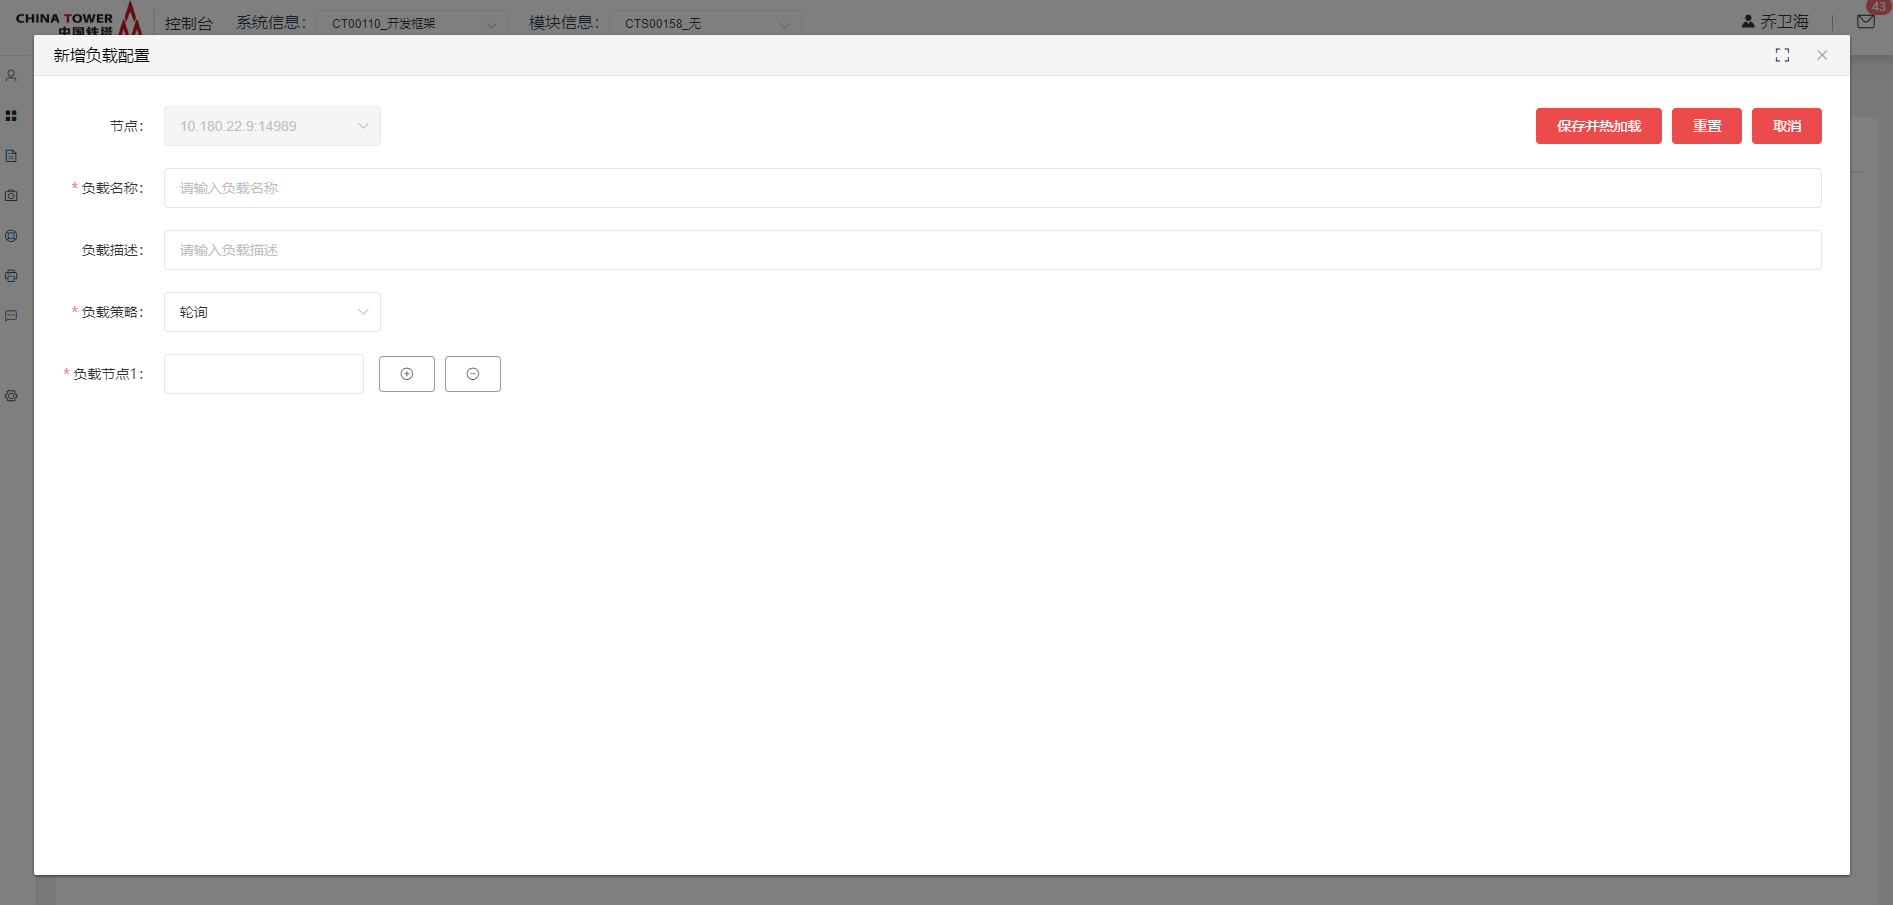 CHINA TOWER
中国铁塔
控制台
系统信息：
CT00110_开发框架
模块信息：
CTS00158_无
乔卫海
43
新增负载配置
节点：
10.180.22.9:14989
保存并热加载
重置
取消
* 负载名称：
请输入负载名称
负载描述：
请输入负载描述
* 负载策略：
轮询
* 负载节点1：